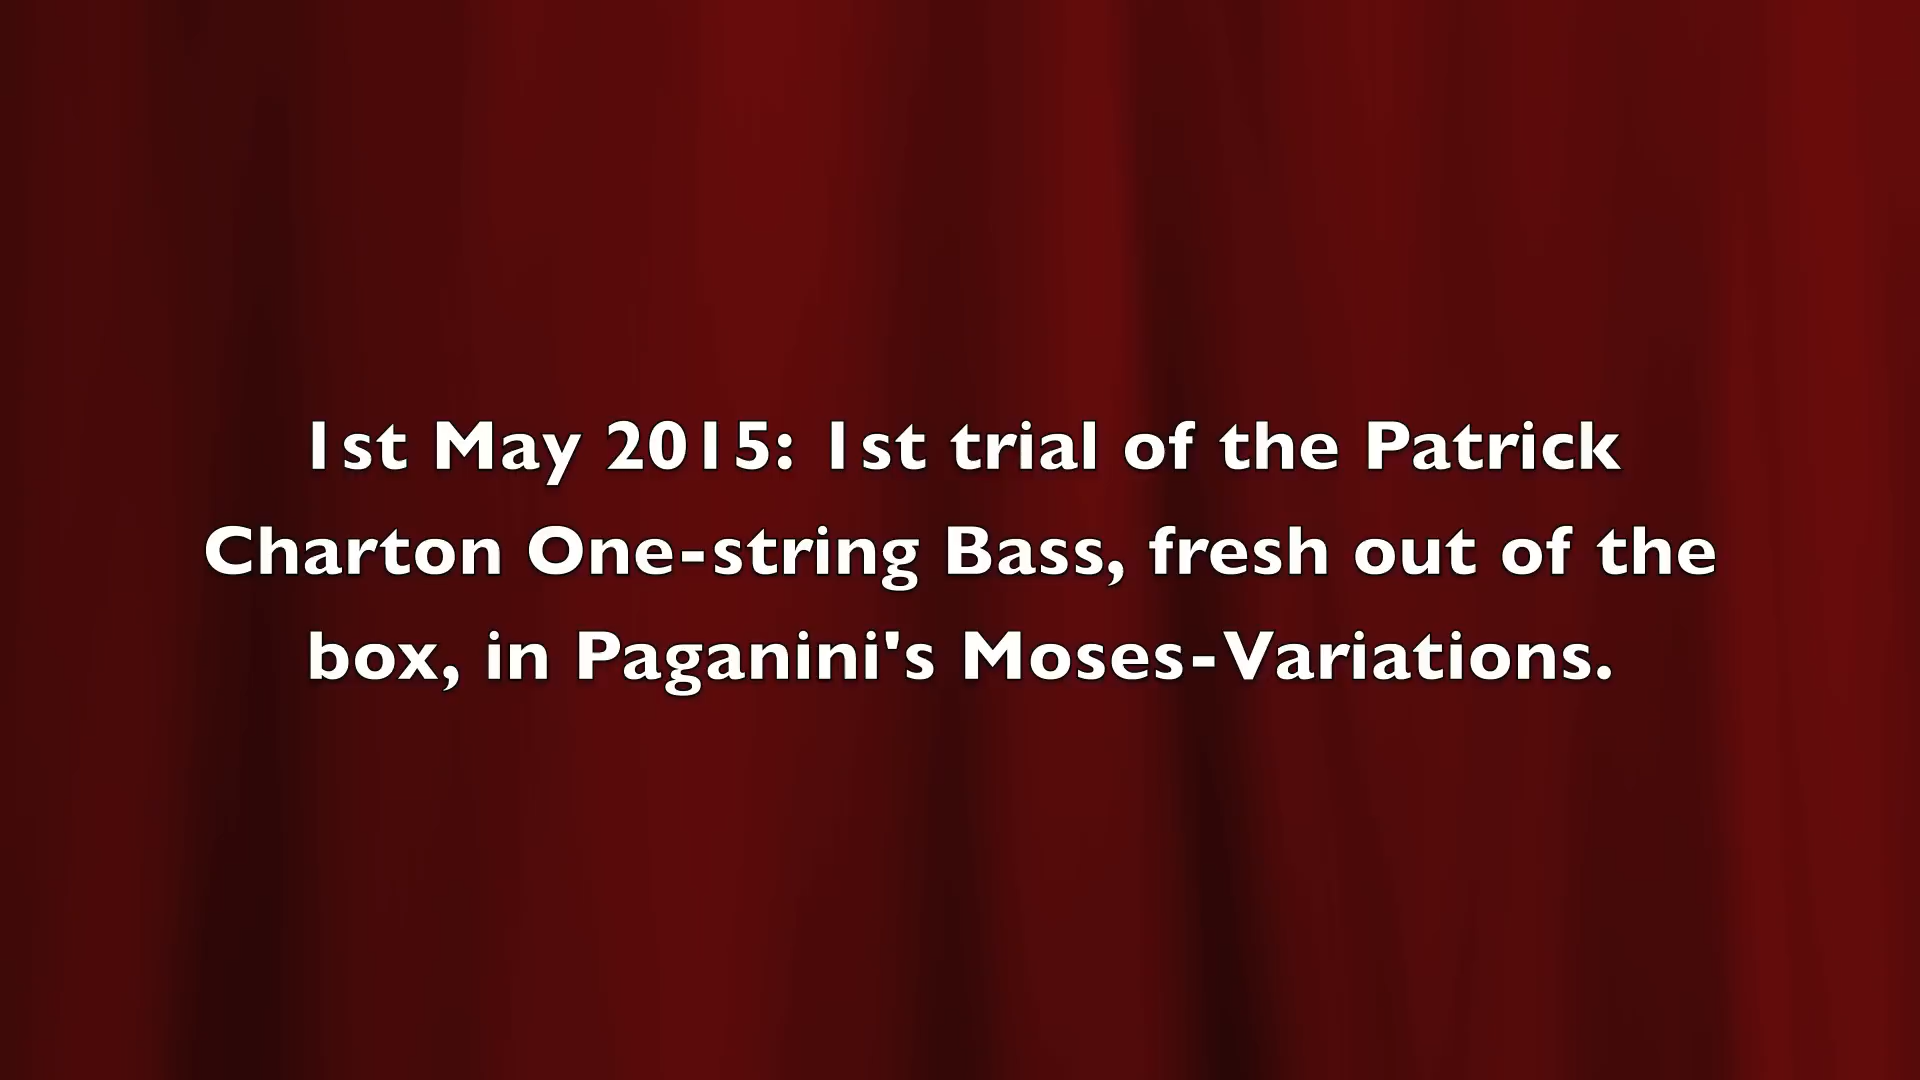 1st May 2015: 1st trial of the Patrick
Charton One-string Bass, fresh out of the
box, in Paganini's Moses-Variations.